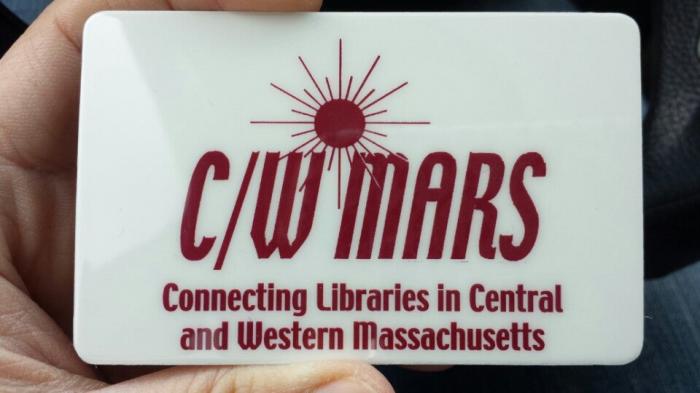 C/W MARS
Connecting Libraries in Central
and Western Massachusetts